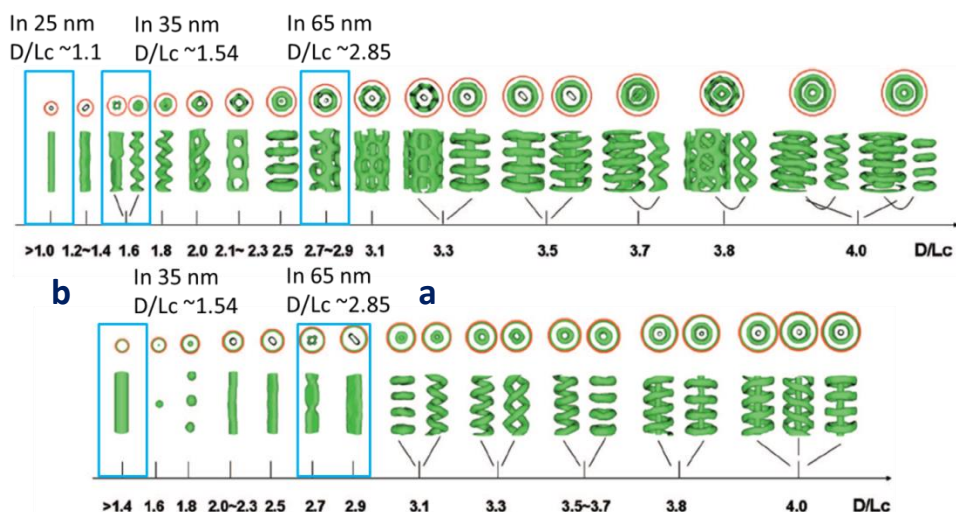 In 25 nm In 35 nm In 65 nm
D/Lc ~1.1 D/Lc ~1.54 D/Lc ~2.85
>1.0 1.2~1.4 1.6 1.8 2.0 2.1~ 2.3 2.5 2.7~2.9 3.1 3.3 3.5 3.7 3.8 4.0 D/Lc
b In 35 nm In 65 nm a
D/Lc ~1.54 D/Lc ~2.85
>1.4 1.6 1.8 2.0~2.3 2.5 2.7 2.9 3.1 3.3 3.5~3.7 3.8 4.0 D/Lc